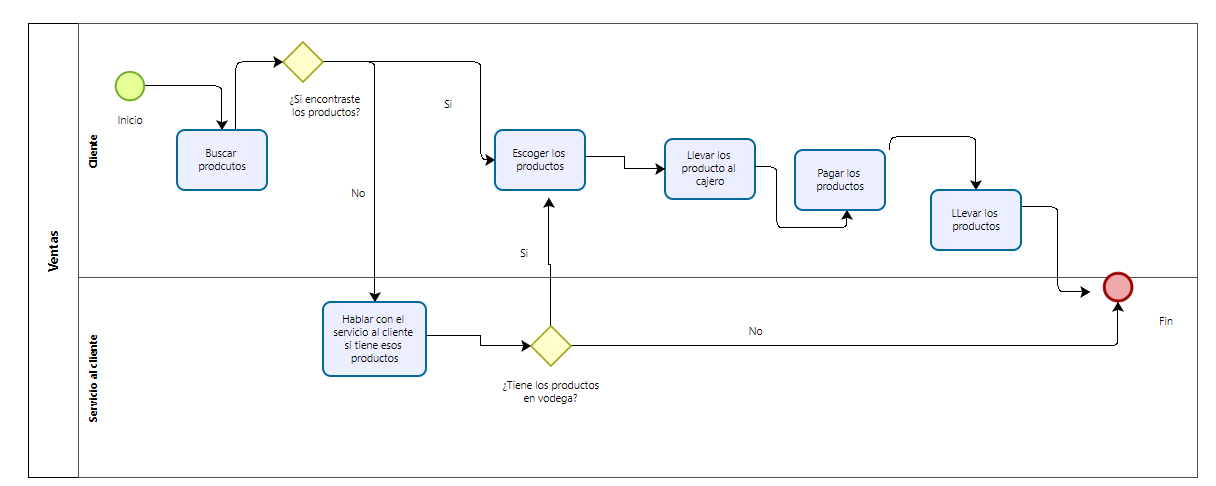 Ventas
Cliente
Inicio
Buscar
prodcutos
¿Si encontraste
los productos?
Si
No
Escoger los
productos
Llevar los
producto al
cajero
Pagar los
productos
LLevar los
productos
Si
Servicio al cliente
Hablar con el
servicio al cliente
si tiene esos
productos
¿Tiene los productos
en vodega?
No
Fin